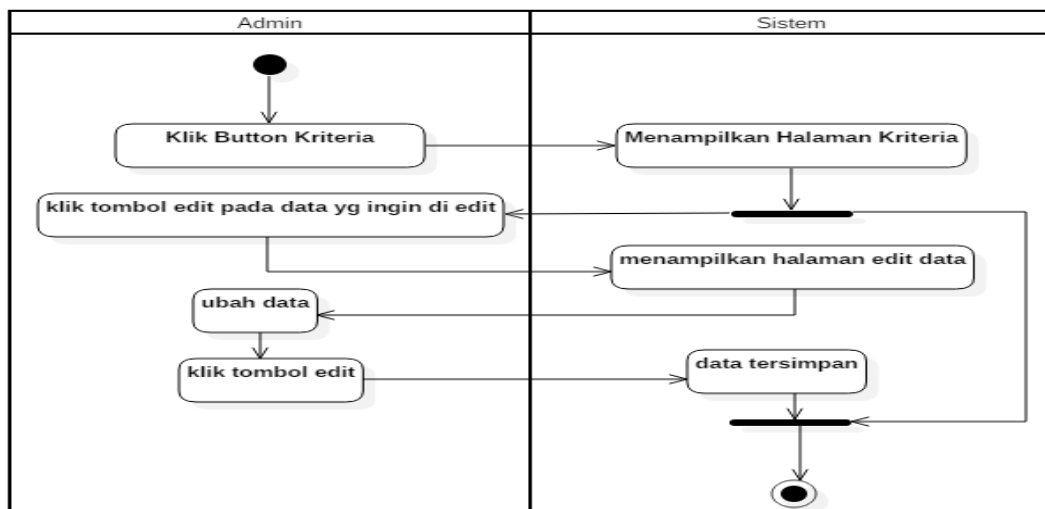 Admin
Sistem
Klik Button Kriteria
Menampilkan Halaman Kriteria
klik tombol edit pada data yg ingin di edit
menampilkan halaman edit data
ubah data
klik tombol edit
data tersimpan